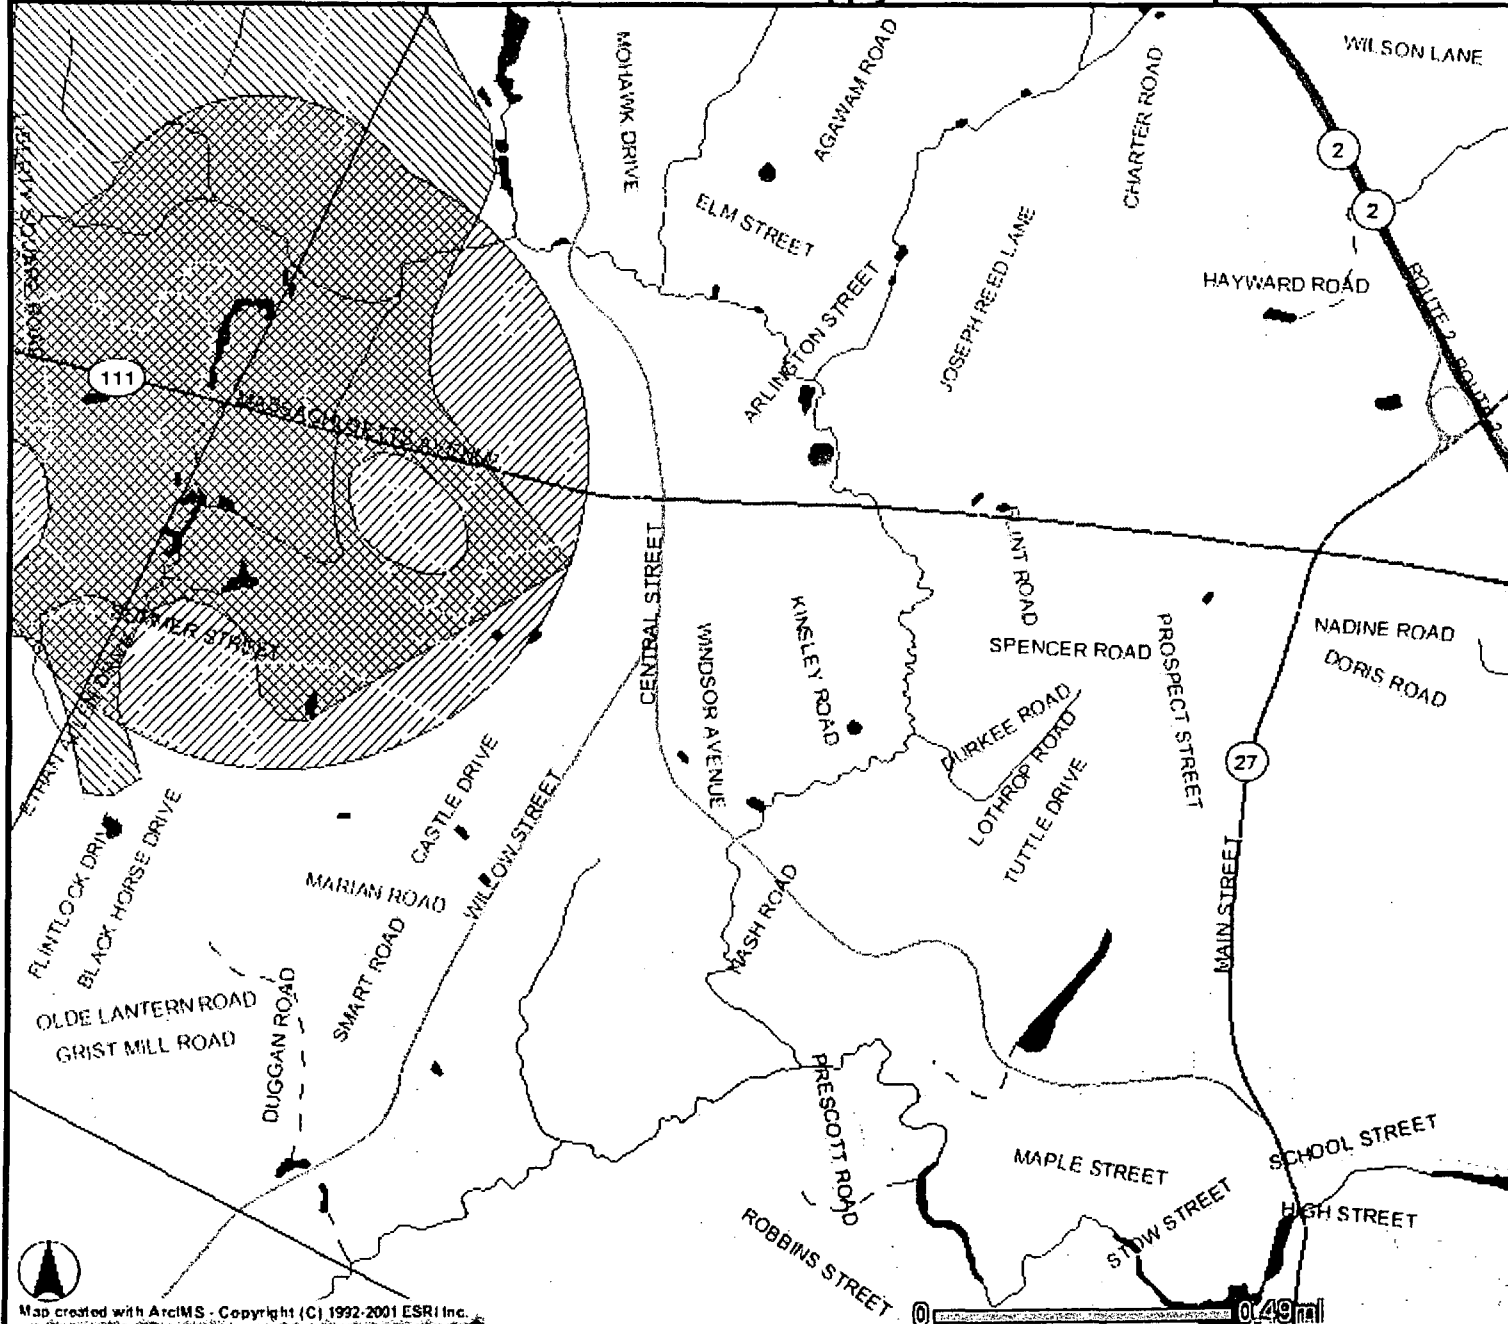 WILSON LANE
MOHAWK DRIVE
AGAWAM ROAD
CHARTER ROAD
2
2
ELM STREET
HAYWARD ROAD
ROUTE 2
ROUTE 2
JOSEPH REED LANE
ARLINGTON STREET
111
MASSACHUSETTS AVENUE
CENTRAL STREET
SUMMER STREET
WINDSOR AVENUE
KINSLEY ROAD
SPENCER ROAD
PROSPECT STREET
NADINE ROAD
DORIS ROAD
DURKEE ROAD
LOTHROP ROAD
TUTTLE DRIVE
27
MAIN STREET
CASTLE DRIVE
WILLOW STREET
MARIAN ROAD
SMART ROAD
FLINTLOCK DRIVE
BLACK HORSE DRIVE
OLDE LANTERN ROAD
GRIST MILL ROAD
DUGGAN ROAD
NASH ROAD
PRESCOTT ROAD
MAPLE STREET
SCHOOL STREET
HIGH STREET
STOW STREET
ROBBINS STREET
Map created with ArcIMS - Copyright (C) 1992-2001 ESRI Inc.
0 0.49mi